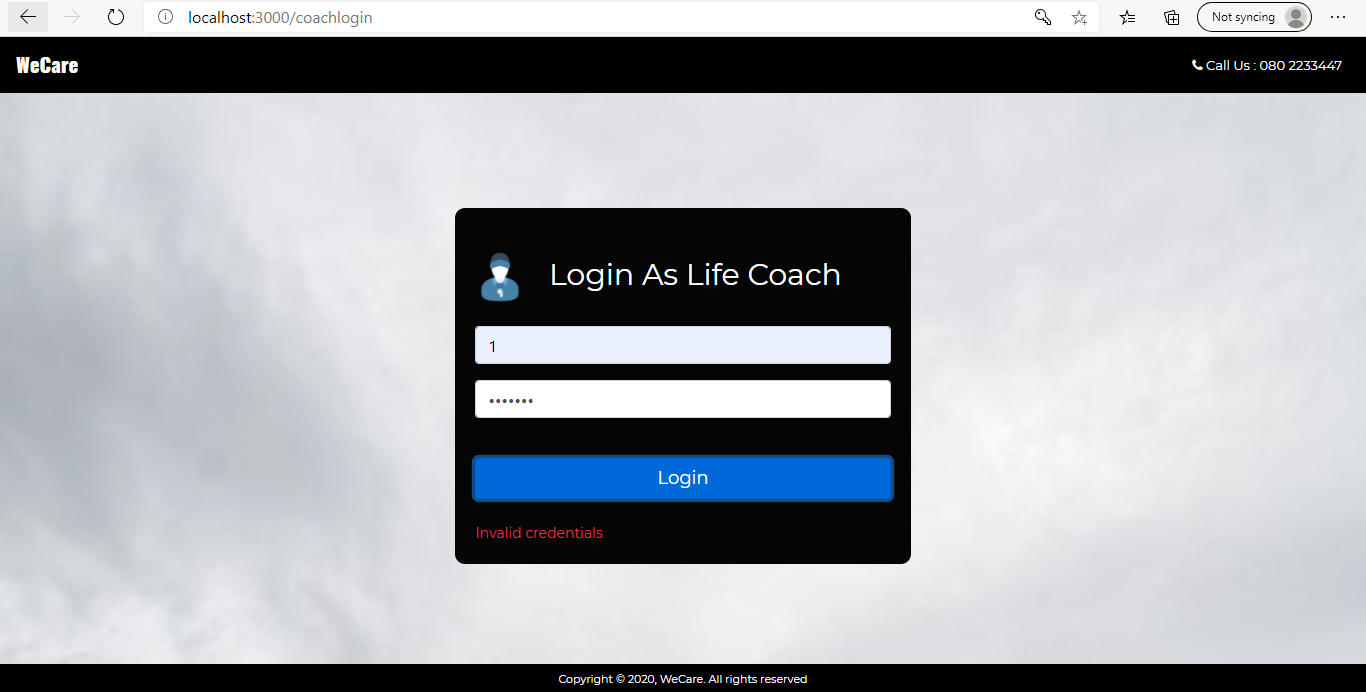 localhost:3000/coachlogin
Not syncing
WeCare
Call Us : 080 2233447
Login As Life Coach
1
•••••••
Login
Invalid credentials
Copyright © 2020, WeCare. All rights reserved